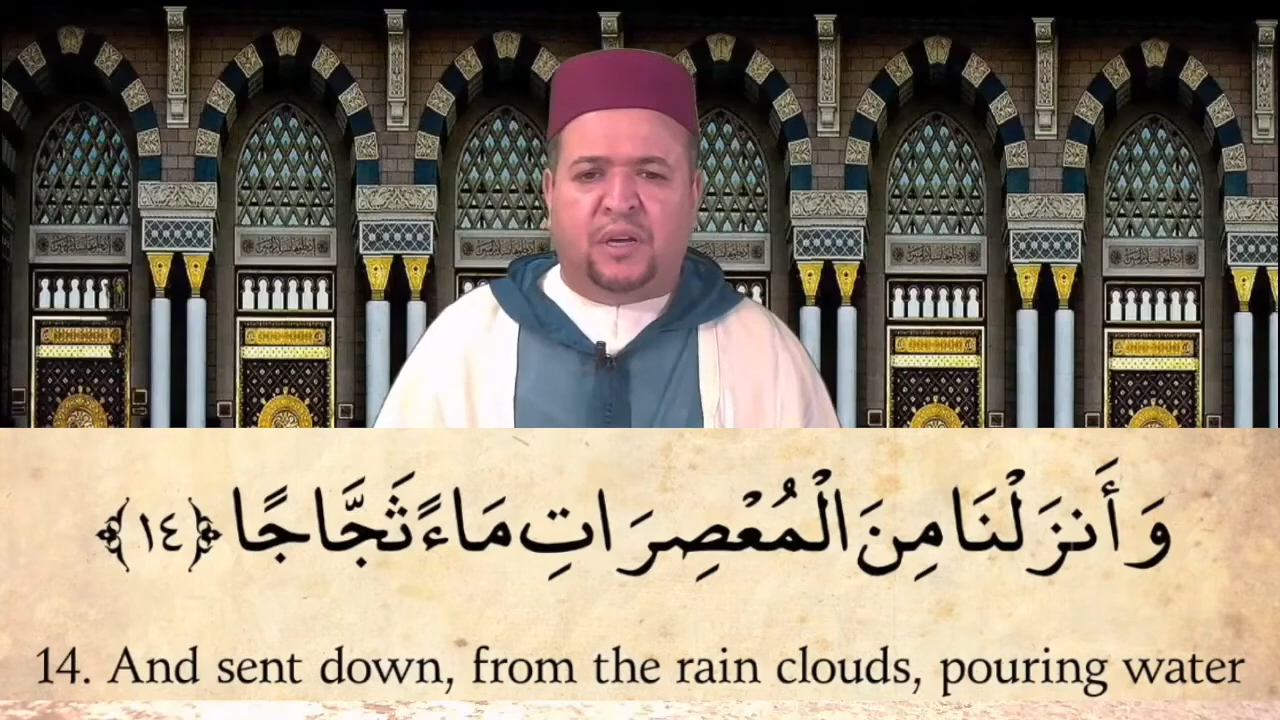 وَأَنزَلْنَا مِنَ الْمُعْصِرَاتِ مَاءً ثَجَّاجًا ﴿١٤﴾
14. And sent down, from the rain clouds, pouring water